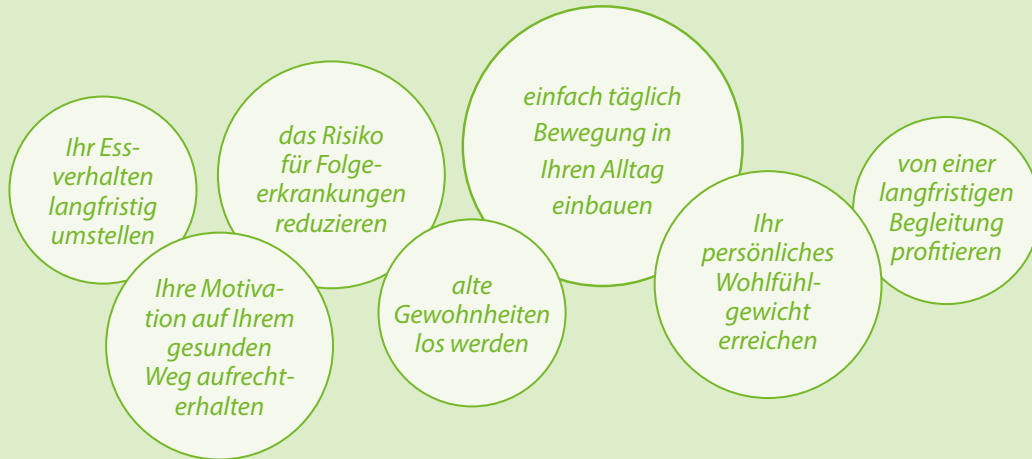 Ihr Ess-
verhalten
langfristig
umstellen
das Risiko
für Folge-
erkrankungen
reduzieren
einfach täglich
Bewegung in
Ihren Alltag
einbauen
von einer
langfristigen
Begleitung
profitieren
Ihre Motiva-
tion auf Ihrem
gesunden
Weg aufrecht-
erhalten
alte
Gewohnheiten
los werden
Ihr
persönliches
Wohlfühl-
gewicht
erreichen